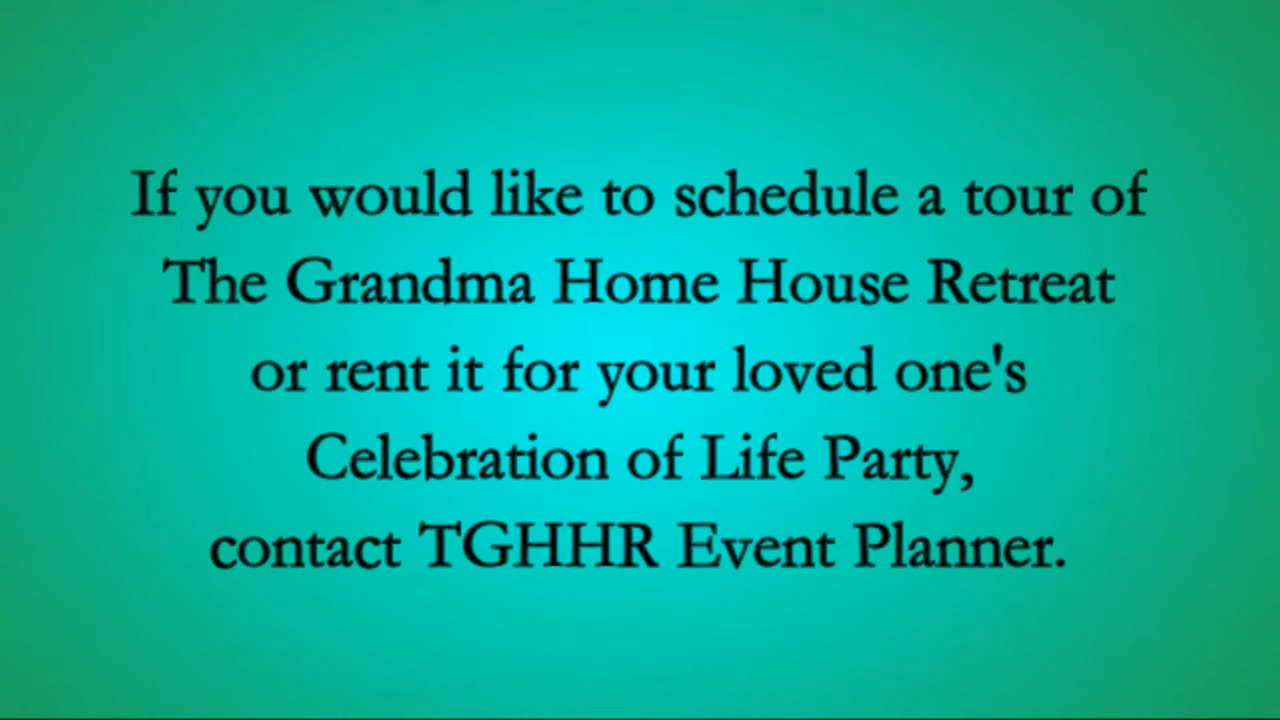 If you would like to schedule a tour of
The Grandma Home House Retreat
or rent it for your loved one's
Celebration of Life Party,
contact TGHHR Event Planner.